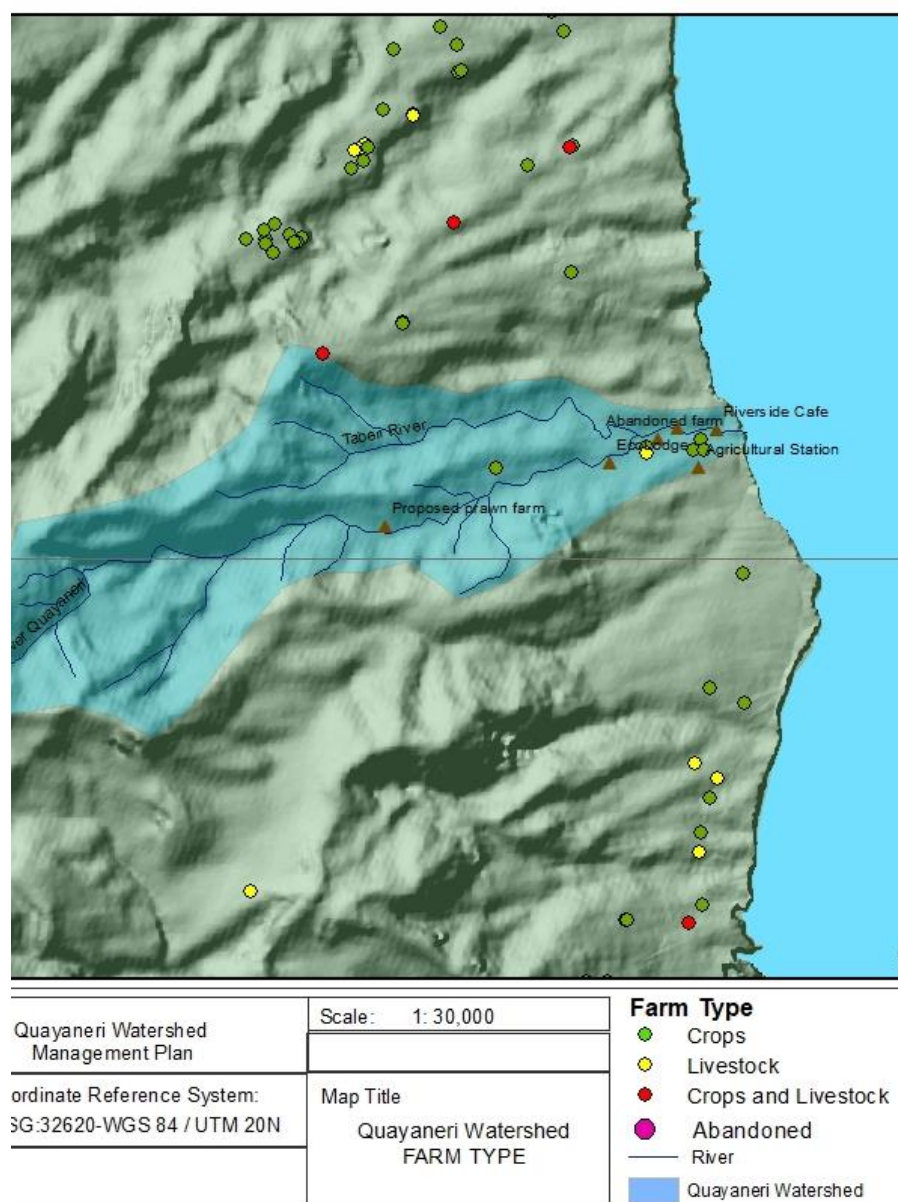 Riverside Cafe
Abandoned farm
Taberi River
EcoLodge
Agricultural Station
Proposed prawn farm
ver Quayaneri
Quayaneri Watershed
Management Plan
ordinate Reference System:
SG:32620-WGS 84 / UTM 20N
Scale: 1: 30,000
Map Title
Quayaneri Watershed
FARM TYPE
Farm Type
Crops
Livestock
Crops and Livestock
Abandoned
River
Quayaneri Watershed